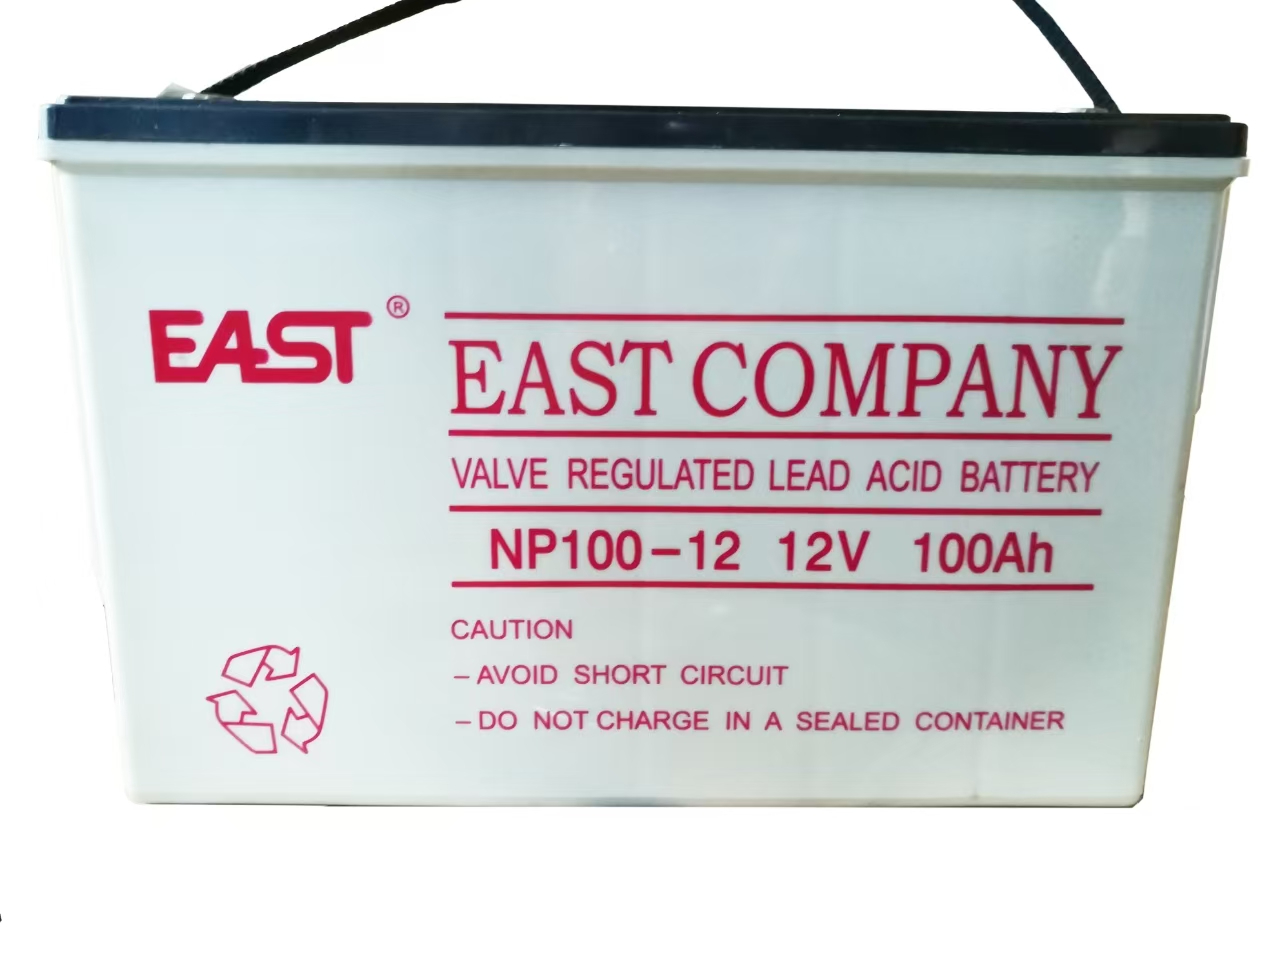 EAST ®
EAST COMPANY
VALVE REGULATED LEAD ACID BATTERY
NP100-12 12V 100Ah
CAUTION
- AVOID SHORT CIRCUIT
- DO NOT CHARGE IN A SEALED CONTAINER